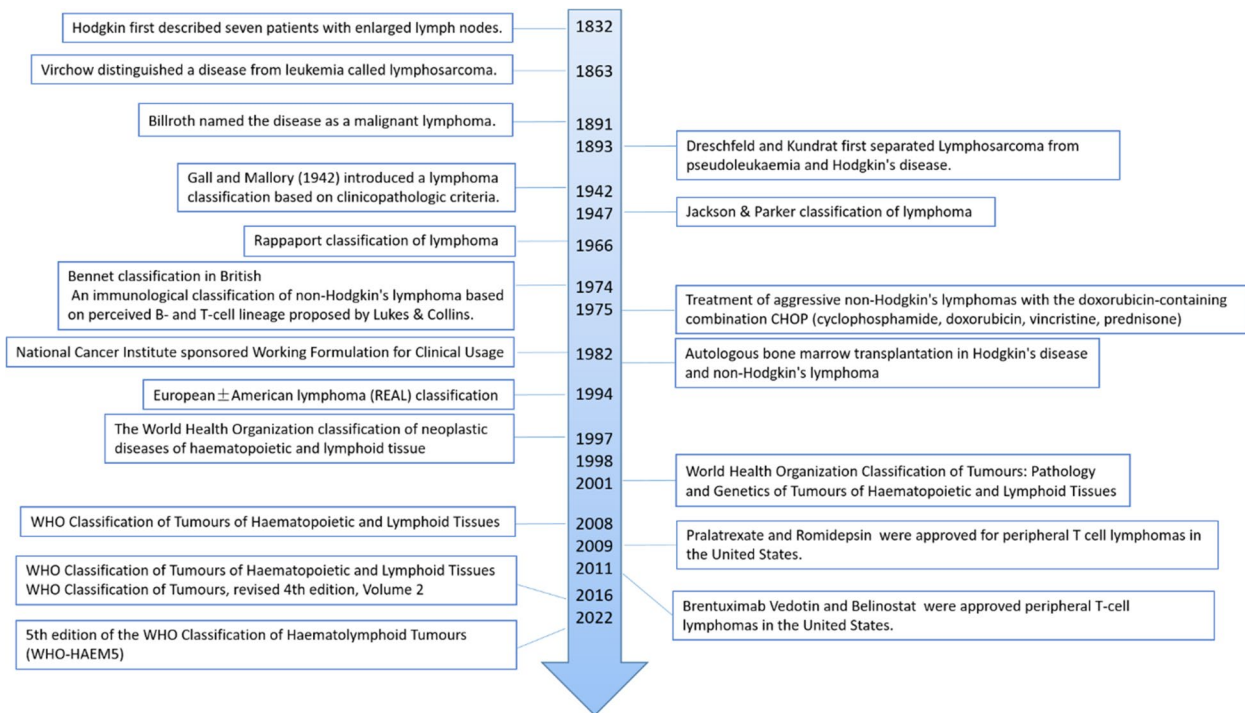 Hodgkin first described seven patients with enlarged lymph nodes.
1832
Virchow distinguished a disease from leukemia called lymphosarcoma.
1863
Billroth named the disease as a malignant lymphoma.
1891
1893
Dreschfeld and Kundrat first separated Lymphosarcoma from
pseudoleukaemia and Hodgkin's disease.
Gall and Mallory (1942) introduced a lymphoma
classification based on clinicopathologic criteria.
1942
1947
Jackson & Parker classification of lymphoma
Rappaport classification of lymphoma
1966
Bennet classification in British
An immunological classification of non-Hodgkin's lymphoma based
on perceived B- and T-cell lineage proposed by Lukes & Collins.
1974
1975
Treatment of aggressive non-Hodgkin's lymphomas with the doxorubicin-containing
combination CHOP (cyclophosphamide, doxorubicin, vincristine, prednisone)
National Cancer Institute sponsored Working Formulation for Clinical Usage
1982
Autologous bone marrow transplantation in Hodgkin's disease
and non-Hodgkin's lymphoma
European±American lymphoma (REAL) classification
1994
The World Health Organization classification of neoplastic
diseases of haematopoietic and lymphoid tissue
1997
1998
2001
World Health Organization Classification of Tumours: Pathology
and Genetics of Tumours of Haematopoietic and Lymphoid Tissues
WHO Classification of Tumours of Haematopoietic and Lymphoid Tissues
2008
2009
Pralatrexate and Romidepsin were approved for peripheral T cell lymphomas in
the United States.
2011
WHO Classification of Tumours of Haematopoietic and Lymphoid Tissues
WHO Classification of Tumours, revised 4th edition, Volume 2
2016
Brentuximab Vedotin and Belinostat were approved peripheral T-cell
lymphomas in the United States.
2022
5th edition of the WHO Classification of Haematolymphoid Tumours
(WHO-HAEM5)